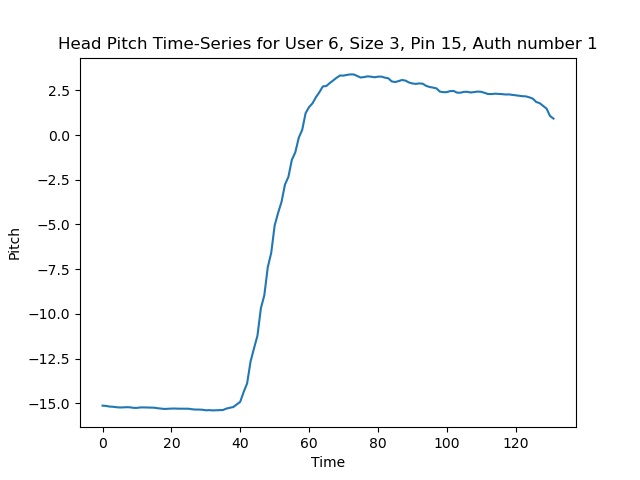 Head Pitch Time-Series for User 6, Size 3, Pin 15, Auth number 1
2.5
0.0
−2.5
−5.0
−7.5
−10.0
−12.5
−15.0
Pitch
0 20 40 60 80 100 120
Time